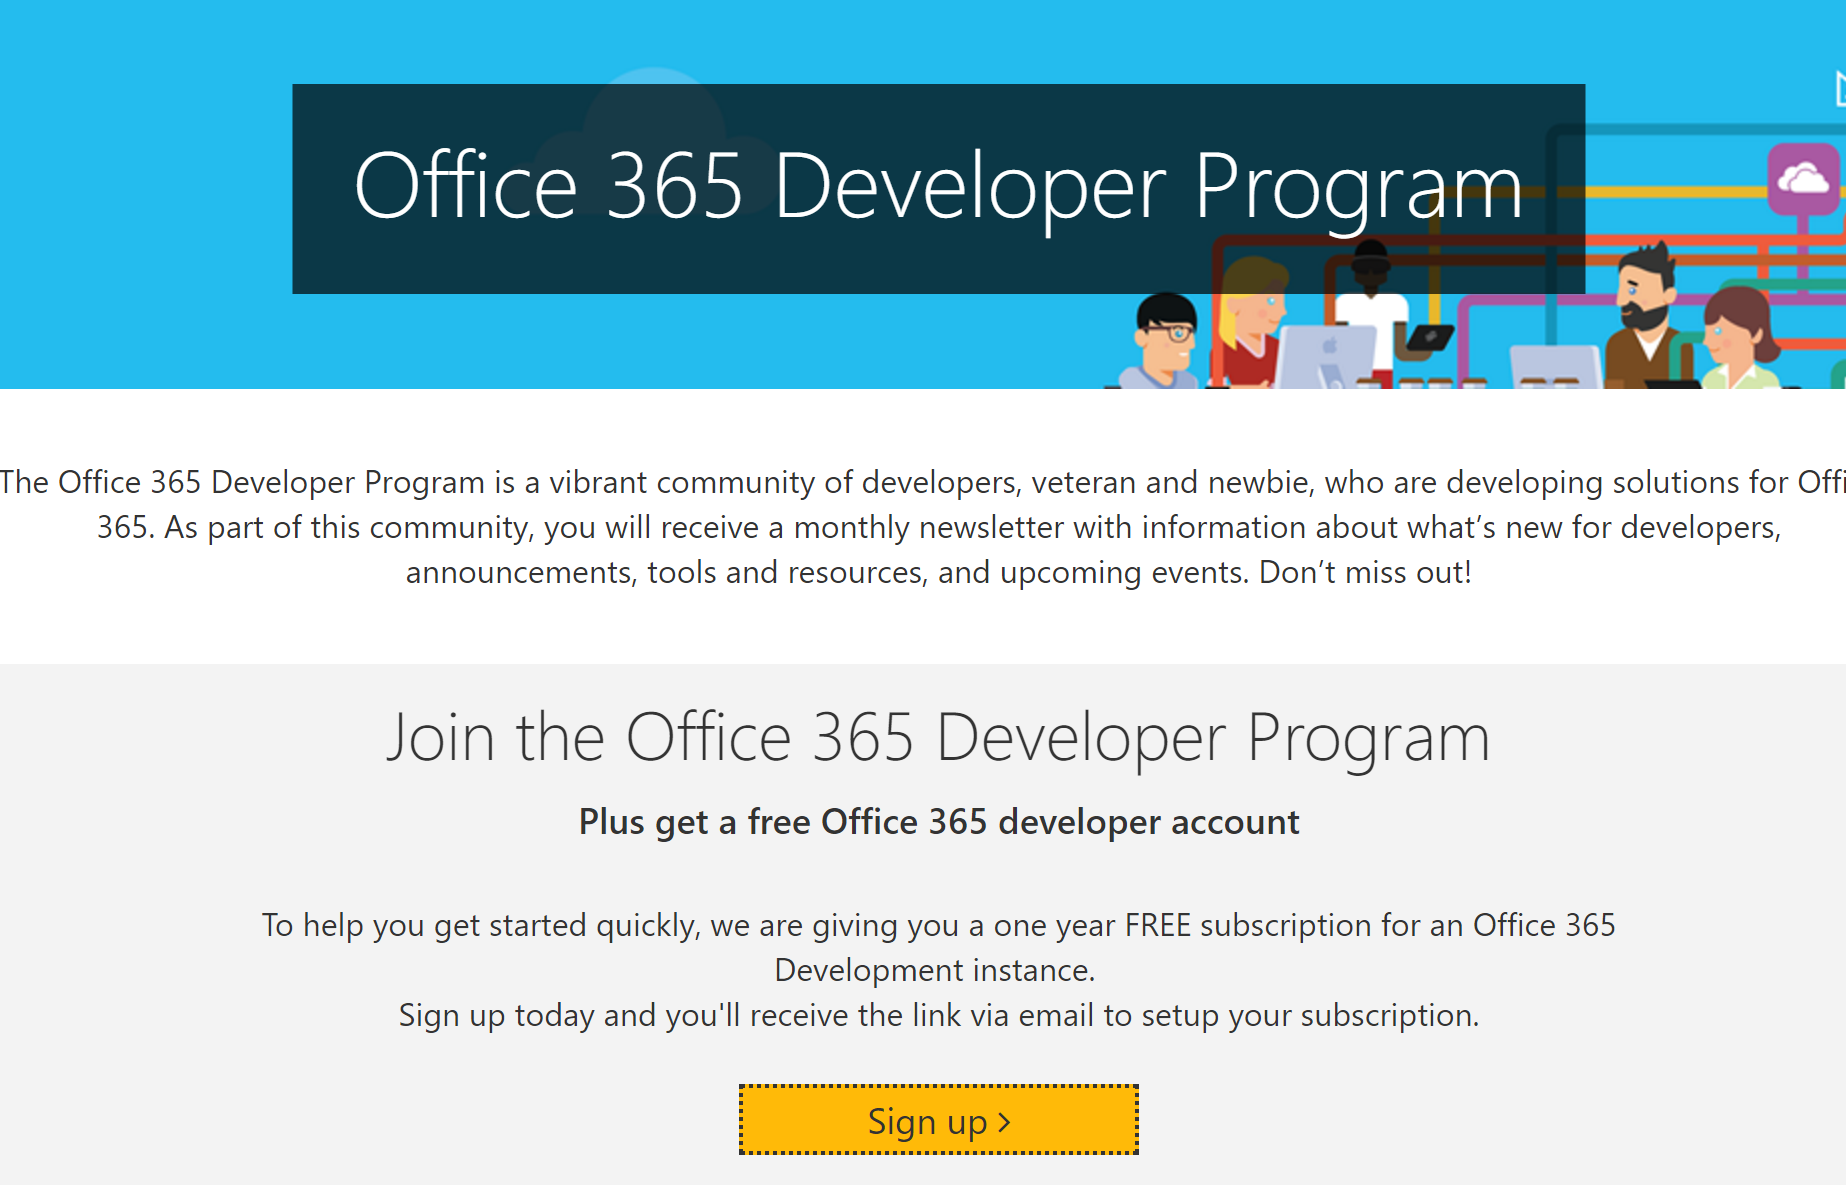 Office 365 Developer Program
The Office 365 Developer Program is a vibrant community of developers, veteran and newbie, who are developing solutions for Offi
365. As part of this community, you will receive a monthly newsletter with information about what’s new for developers,
announcements, tools and resources, and upcoming events. Don’t miss out!
Join the Office 365 Developer Program
Plus get a free Office 365 developer account
To help you get started quickly, we are giving you a one year FREE subscription for an Office 365
Development instance.
Sign up today and you'll receive the link via email to setup your subscription.
Sign up >